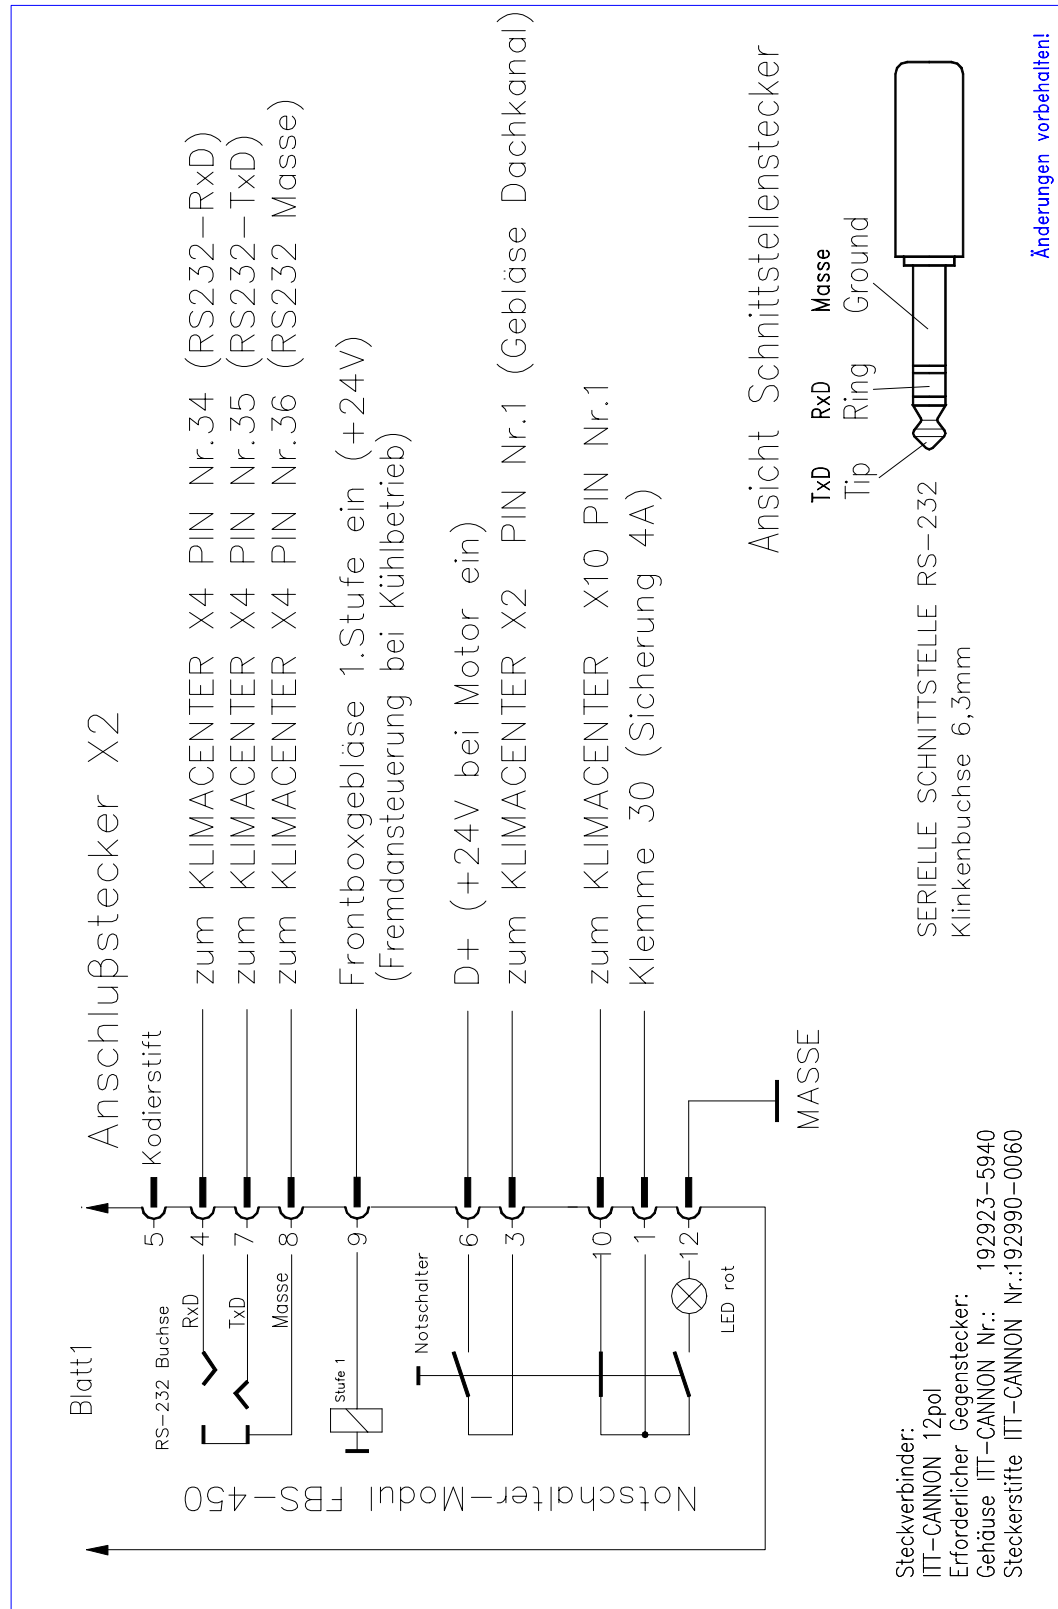 Blatt1
Anschlußstecker X2
RS-232 Buchse
5
Kodierstift
RxD
4
zum KLIMACENTER X4 PIN Nr.34 (RS232-RxD)
TxD
7
zum KLIMACENTER X4 PIN Nr.35 (RS232-TxD)
Masse
8
zum KLIMACENTER X4 PIN Nr.36 (RS232 Masse)
Stufe 1
9
Frontboxgebläse 1.Stufe ein (+24V)
(Fremdansteuerung bei Kühlbetrieb)
Notschalter
6
D+ (+24V bei Motor ein)
3
zum KLIMACENTER X2 PIN Nr.1 (Gebläse Dachkanal)
10
zum KLIMACENTER X10 PIN Nr.1
1
Klemme 30 (Sicherung 4A)
12
LED rot
MASSE
Notschalter-Modul FBS-450
Ansicht Schnittstellenstecker
TxD RxD Masse
Tip Ring Ground
SERIELLE SCHNITTSTELLE RS-232
Klinkenbuchse 6,3mm
Steckverbinder:
ITT-CANNON 12pol
Erforderlicher Gegenstecker:
Gehäuse ITT-CANNON Nr.: 192923-5940
Steckerstifte ITT-CANNON Nr.:192990-0060
Änderungen vorbehalten!